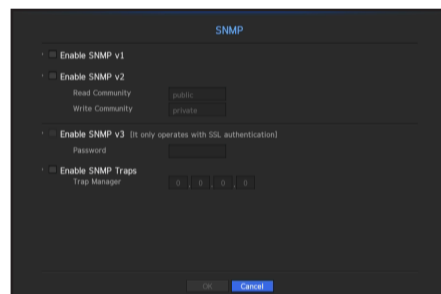 SNMP
Enable SNMP v1
Enable SNMP v2
Read Community public
Write Community private
Enable SNMP v3 [It only operates with SSL authentication]
Password
Enable SNMP Traps
Trap Manager 0 . 0 . 0 . 0
OK Cancel